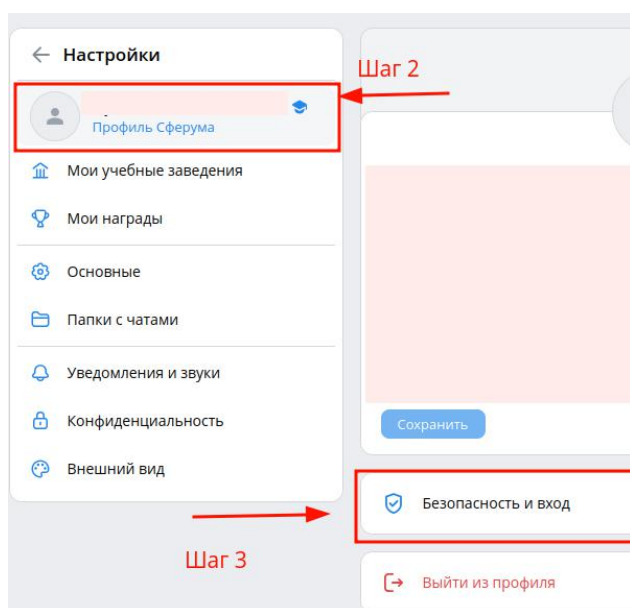 Настройки
Шаг 2
Профиль Сферума
Мои учебные заведения
Мои награды
Основные
Папки с чатами
Уведомления и звуки
Конфиденциальность
Внешний вид
Сохранить
Безопасность и вход
Шаг 3
Выйти из профиля